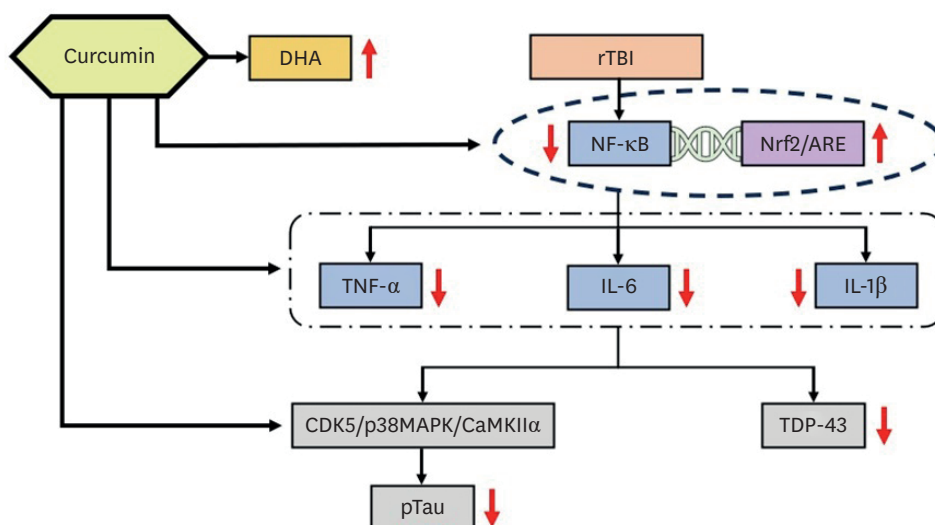 Curcumin
DHA
rTBI
NF-κB
Nrf2/ARE
TNF-α
IL-6
IL-1β
CDK5/p38MAPK/CaMKIIα
TDP-43
pTau